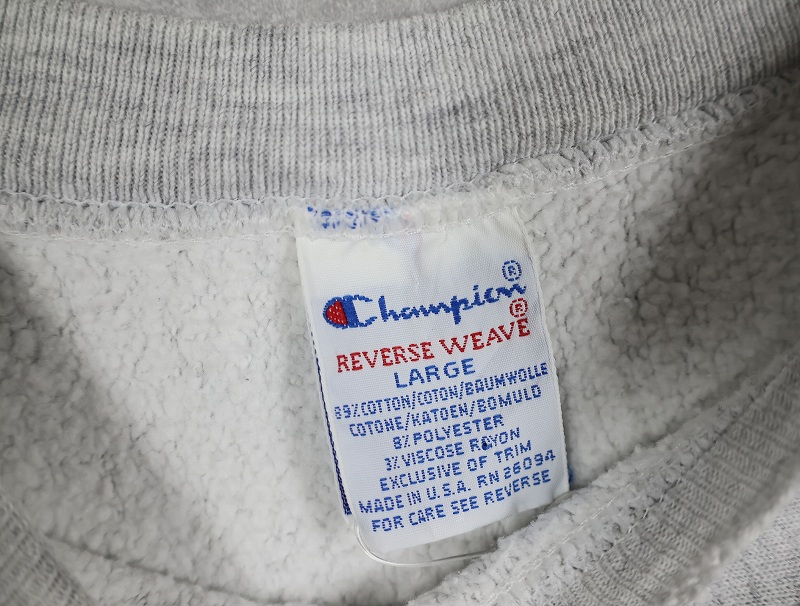 Champion®
REVERSE WEAVE®
LARGE
89%COTTON/COTON/BAUMWOLLE
COTONE/KATOEN/BOMULD
8% POLYESTER
3% VISCOSE RAYON
EXCLUSIVE OF TRIM
MADE IN U.S.A. RN 26094
FOR CARE SEE REVERSE